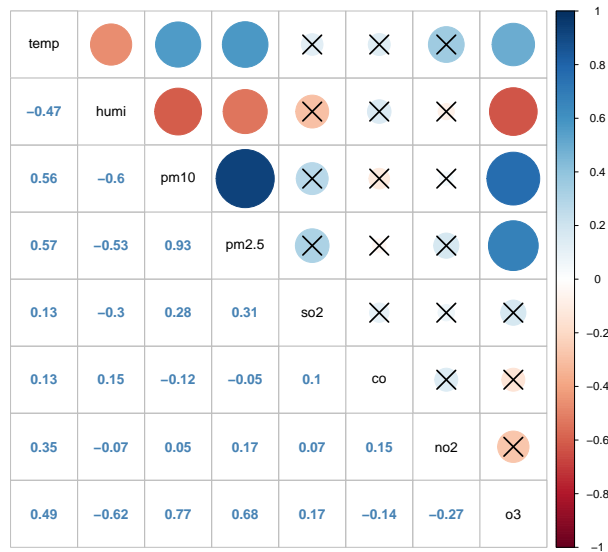 temp
−0.47 humi
0.56 −0.6 pm10
0.57 −0.53 0.93 pm2.5
0.13 −0.3 0.28 0.31 so2
0.13 0.15 −0.12 −0.05 0.1 co
0.35 −0.07 0.05 0.17 0.07 0.15 no2
0.49 −0.62 0.77 0.68 0.17 −0.14 −0.27 o3
1
0.8
0.6
0.4
0.2
0
−0.2
−0.4
−0.6
−0.8
−1